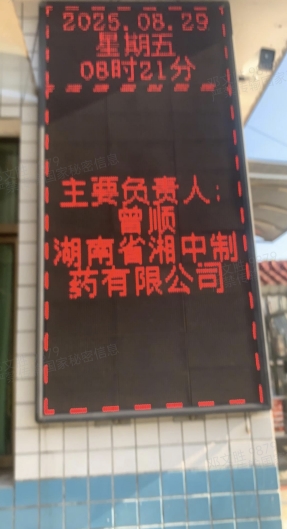 2025.08.29
星期五
08时21分
主要负责人:
曾顺
湖南省湘中制
药有限公司